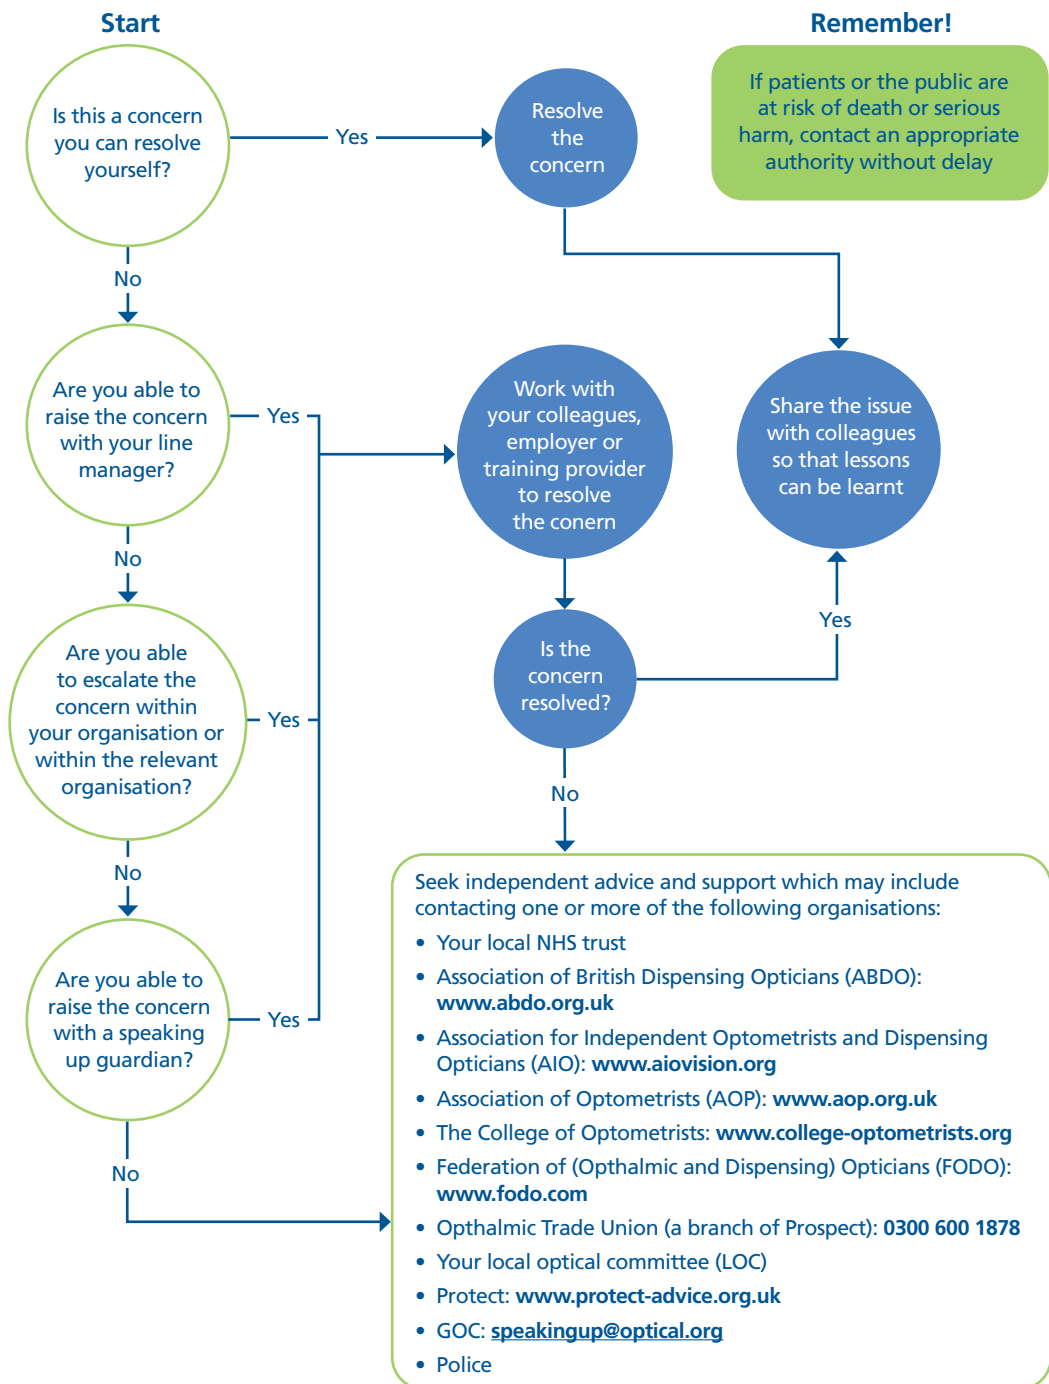 Start
Remember!
Is this a concern
you can resolve
yourself?
Yes
Resolve
the
concern
If patients or the public are
at risk of death or serious
harm, contact an appropriate
authority without delay
No
Are you able to
raise the concern
with your line
manager?
Yes
Work with
your colleagues,
employer or
training provider
to resolve
the conern
Share the issue
with colleagues
so that lessons
can be learnt
No
Are you able
to escalate the
concern within
your organisation or
within the relevant
organisation?
Yes
Is the
concern
resolved?
Yes
No
No
Are you able to
raise the concern
with a speaking
up guardian?
Yes
No
Seek independent advice and support which may include
contacting one or more of the following organisations:
• Your local NHS trust
• Association of British Dispensing Opticians (ABDO):
www.abdo.org.uk
• Association for Independent Optometrists and Dispensing
Opticians (AIO): www.aiovision.org
• Association of Optometrists (AOP): www.aop.org.uk
• The College of Optometrists: www.college-optometrists.org
• Federation of (Opthalmic and Dispensing) Opticians (FODO):
www.fodo.com
• Opthalmic Trade Union (a branch of Prospect): 0300 600 1878
• Your local optical committee (LOC)
• Protect: www.protect-advice.org.uk
• GOC: speakingup@optical.org
• Police